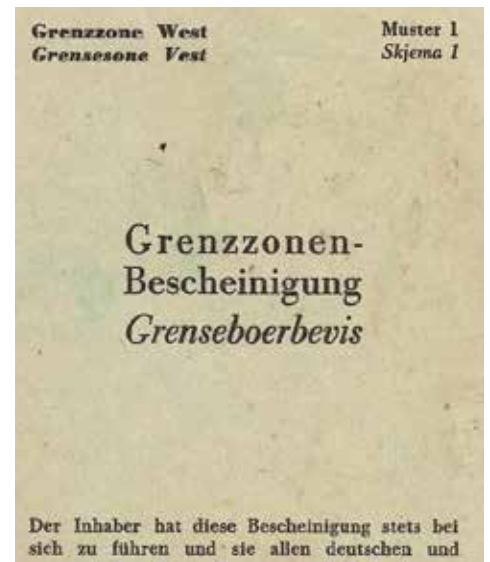 Grenzzone West
Muster 1
Grensesone Vest
Skjema 1
Grenzzonen-
Bescheinigung
Grenseboerbevis
Der Inhaber hat diese Bescheinigung stets bei
sich zu führen und sie allen deutschen und